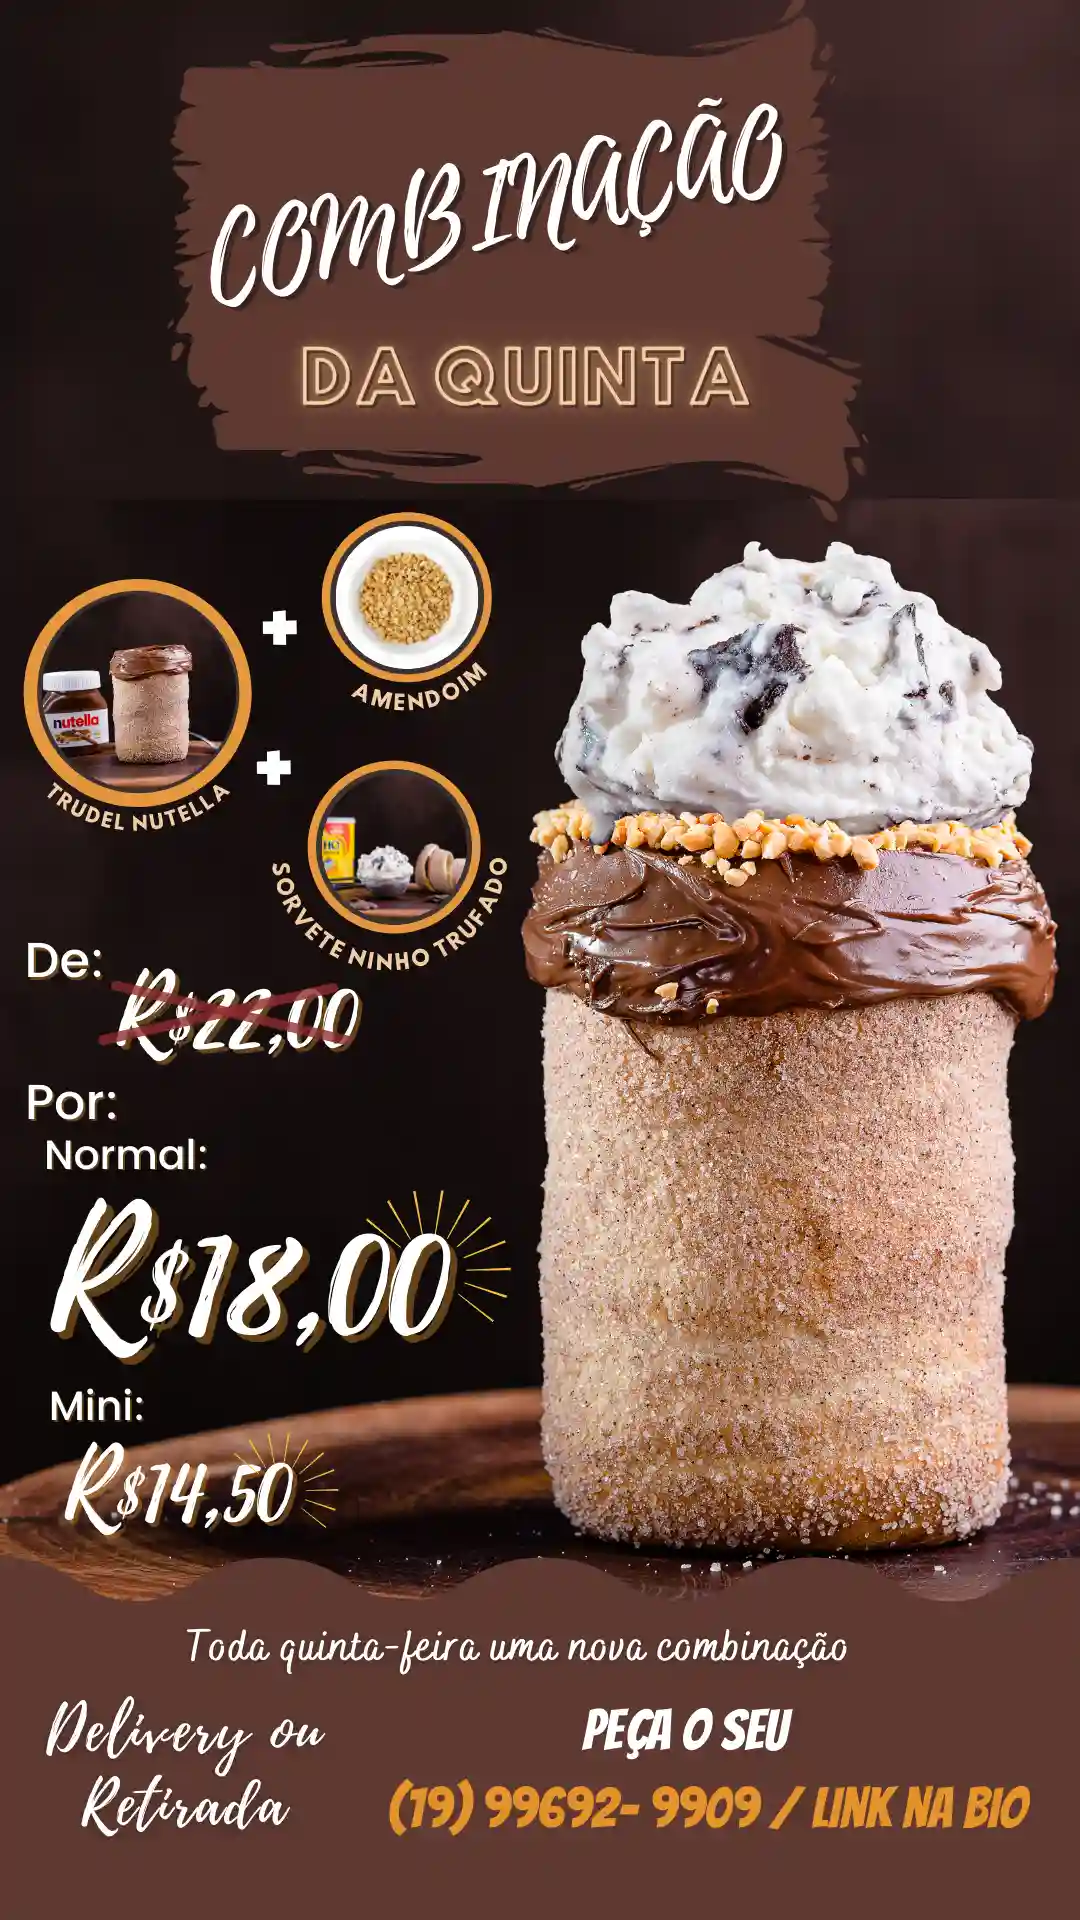 COMBINAÇÃO
DA QUINTA
nutella
TRUDEL NUTELLA
+
AMENDOIM
+
SORVETE NINHO TRUFADO
De:
R$22,00
Por:
Normal:
R$18,00
Mini:
R$14,50
Toda quinta-feira uma nova combinação
Delivery ou
Retirada
PEÇA O SEU
(19) 99692- 9909 / LINK NA BIO